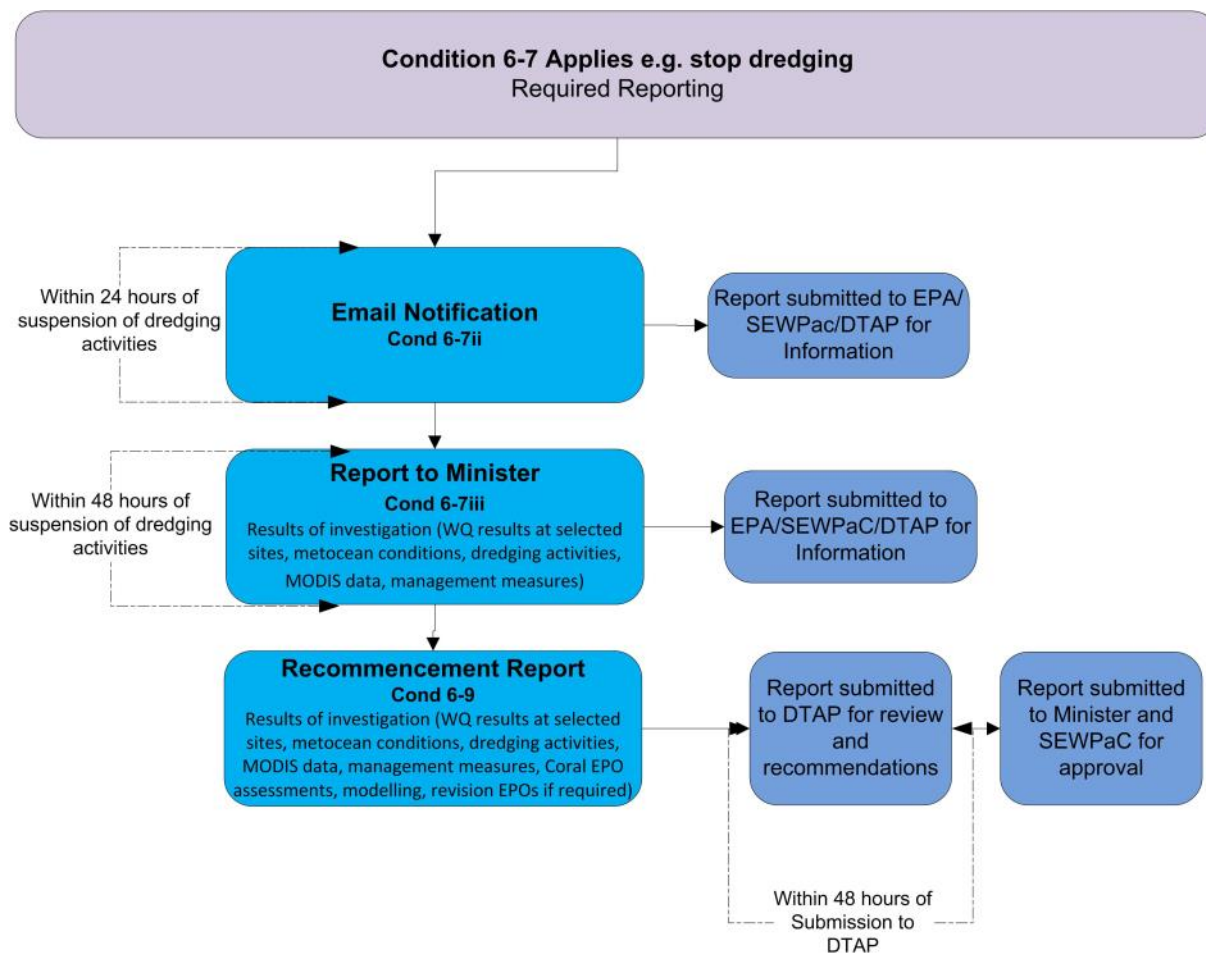 Condition 6-7 Applies e.g. stop dredging
Required Reporting
Within 24 hours of
suspension of dredging
activities
Email Notification
Cond 6-7ii
Report submitted to EPA/
SEWPac/DTAP for
Information
Within 48 hours of
suspension of dredging
activities
Report to Minister
Cond 6-7iii
Results of investigation (WQ results at selected
sites, metocean conditions, dredging activities,
MODIS data, management measures)
Report submitted to
EPA/SEWPaC/DTAP for
Information
Recommencement Report
Cond 6-9
Results of investigation (WQ results at selected
sites, metocean conditions, dredging activities,
MODIS data, management measures, Coral EPO
assessments, modelling, revision EPOs if required)
Report submitted
to DTAP for review
and
recommendations
Report submitted
to Minister and
SEWPaC for
approval
Within 48 hours of
Submission to
DTAP